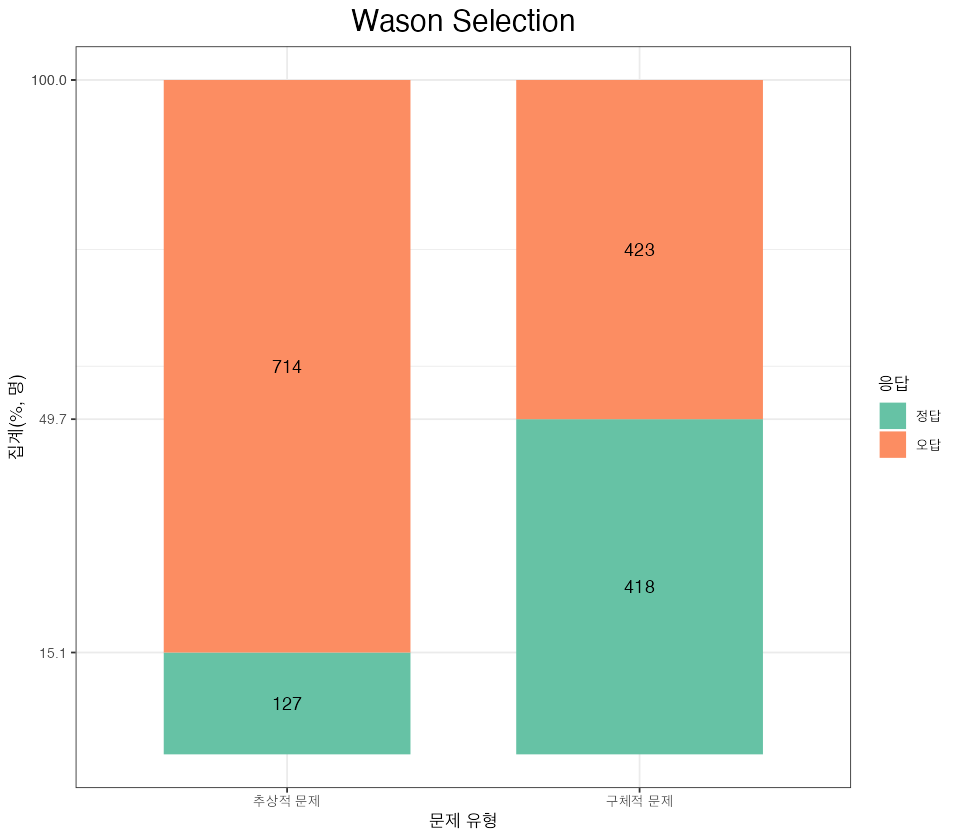 Wason Selection
100.0
49.7
15.1
집계(%, 명)
714
127
423
418
추상적 문제
구체적 문제
문제 유형
응답
정답
오답